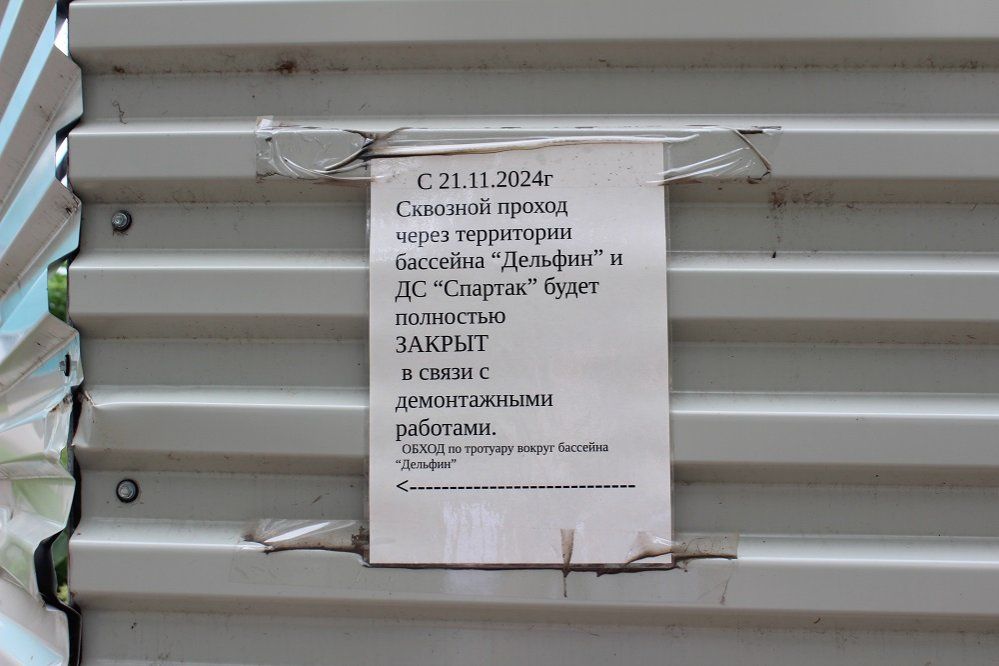 С 21.11.2024г
Сквозной проход
через территории
бассейна “Дельфин” и
ДС “Спартак” будет
полностью
ЗАКРЫТ
в связи с
демонтажными
работами.
ОБХОД по тротуару вокруг бассейна
“Дельфин”
<----------------------------